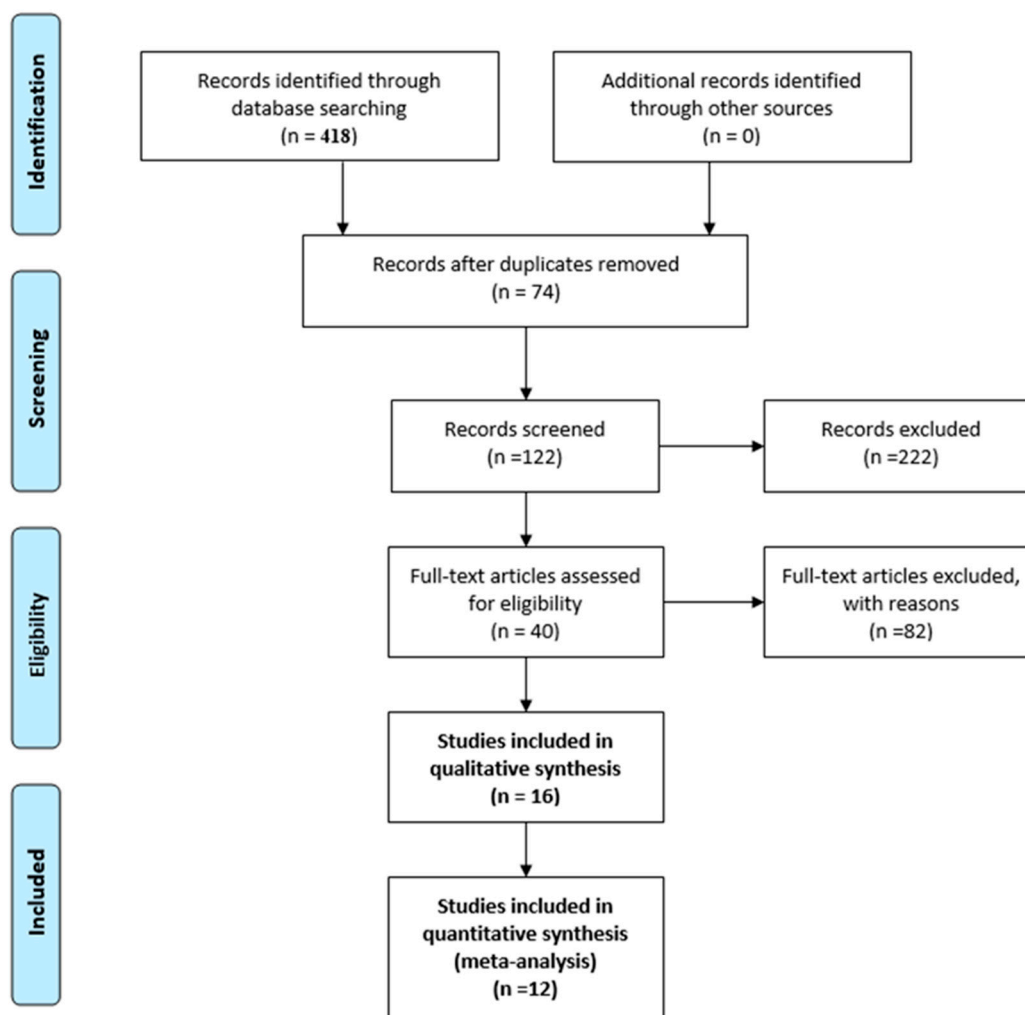 Identification
Records identified through
database searching
(n = 418)
Additional records identified
through other sources
(n = 0)
Records after duplicates removed
(n = 74)
Screening
Records screened
(n =122)
Records excluded
(n =222)
Eligibility
Full-text articles assessed
for eligibility
(n = 40)
Full-text articles excluded,
with reasons
(n =82)
Studies included in
qualitative synthesis
(n = 16)
Included
Studies included in
quantitative synthesis
(meta-analysis)
(n =12)